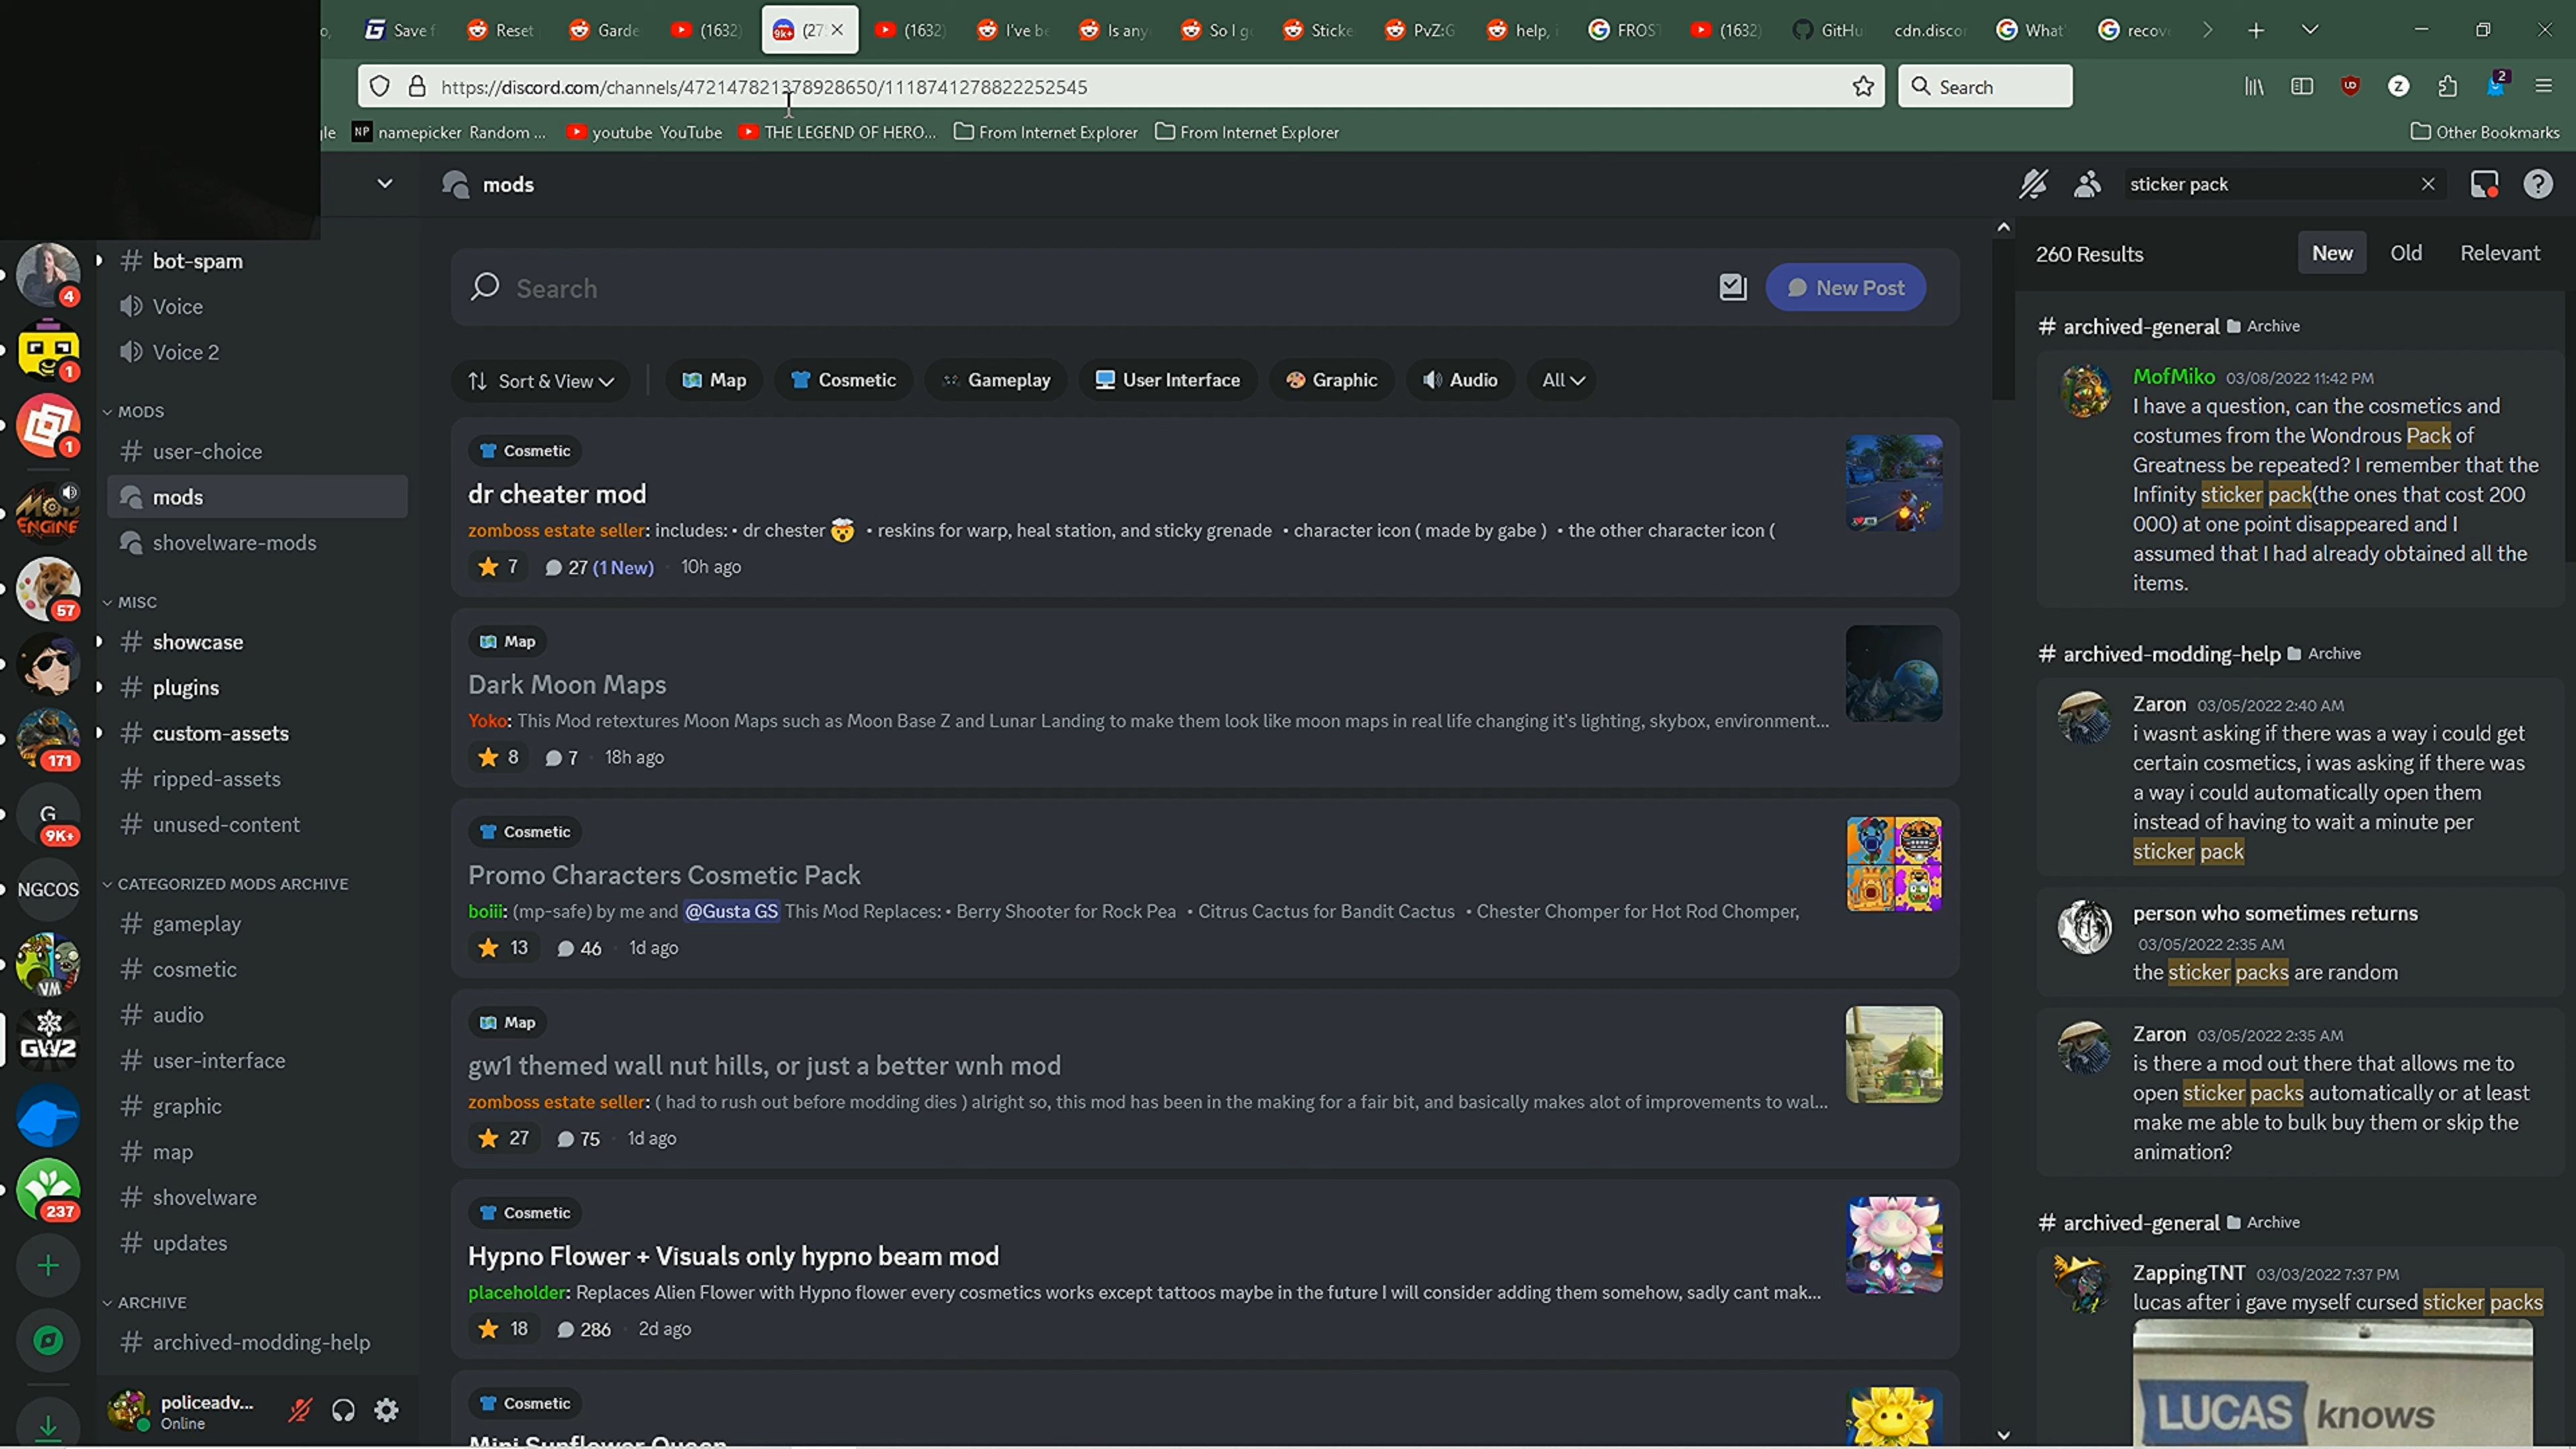 Save f
Reset
Garde
(1632)
9k+
(27
(1632)
I've be
Is any
So I g
Sticke
PvZ:G
help, i
FROS
(1632)
GitHu
cdn.discor
What'
recov
https://discord.com/channels/472147821378928650/1118741278822252545
Search
2
gle
NP
namepicker Random ...
youtube YouTube
THE LEGEND OF HERO...
From Internet Explorer
From Internet Explorer
Other Bookmarks
mods
sticker pack
bot-spam
Voice
Voice 2
MODS
user-choice
mods
shovelware-mods
MISC
showcase
plugins
custom-assets
ripped-assets
unused-content
CATEGORIZED MODS ARCHIVE
gameplay
cosmetic
audio
user-interface
graphic
map
shovelware
updates
ARCHIVE
archived-modding-help
policeadv...
Online
4
1
1
MOD
ENGINE
57
171
G
9K+
NGCOS
VM
GW2
237
Search
New Post
Sort & View
Map
Cosmetic
Gameplay
User Interface
Graphic
Audio
All
Cosmetic
dr cheater mod
zomboss estate seller: includes: • dr chester 🤯 • reskins for warp, heal station, and sticky grenade • character icon ( made by gabe ) • the other character icon (
7
27 (1 New)
10h ago
Map
Dark Moon Maps
Yoko: This Mod retextures Moon Maps such as Moon Base Z and Lunar Landing to make them look like moon maps in real life changing it's lighting, skybox, environment...
8
7
18h ago
Cosmetic
Promo Characters Cosmetic Pack
boiii: (mp-safe) by me and @Gusta GS This Mod Replaces: • Berry Shooter for Rock Pea • Citrus Cactus for Bandit Cactus • Chester Chomper for Hot Rod Chomper,
13
46
1d ago
Map
gw1 themed wall nut hills, or just a better wnh mod
zomboss estate seller: ( had to rush out before modding dies ) alright so, this mod has been in the making for a fair bit, and basically makes alot of improvements to wal...
27
75
1d ago
Cosmetic
Hypno Flower + Visuals only hypno beam mod
placeholder: Replaces Alien Flower with Hypno flower every cosmetics works except tattoos maybe in the future I will consider adding them somehow, sadly cant mak...
18
286
2d ago
Cosmetic
Mini Sunflower Queen
260 Results
New
Old
Relevant
# archived-general Archive
MofMiko 03/08/2022 11:42 PM
I have a question, can the cosmetics and
costumes from the Wondrous Pack of
Greatness be repeated? I remember that the
Infinity sticker pack(the ones that cost 200
000) at one point disappeared and I
assumed that I had already obtained all the
items.
# archived-modding-help Archive
Zaron 03/05/2022 2:40 AM
i wasnt asking if there was a way i could get
certain cosmetics, i was asking if there was
a way i could automatically open them
instead of having to wait a minute per
sticker pack
person who sometimes returns
03/05/2022 2:35 AM
the sticker packs are random
Zaron 03/05/2022 2:35 AM
is there a mod out there that allows me to
open sticker packs automatically or at least
make me able to bulk buy them or skip the
animation?
# archived-general Archive
ZappingTNT 03/03/2022 7:37 PM
lucas after i gave myself cursed sticker packs
LUCAS knows